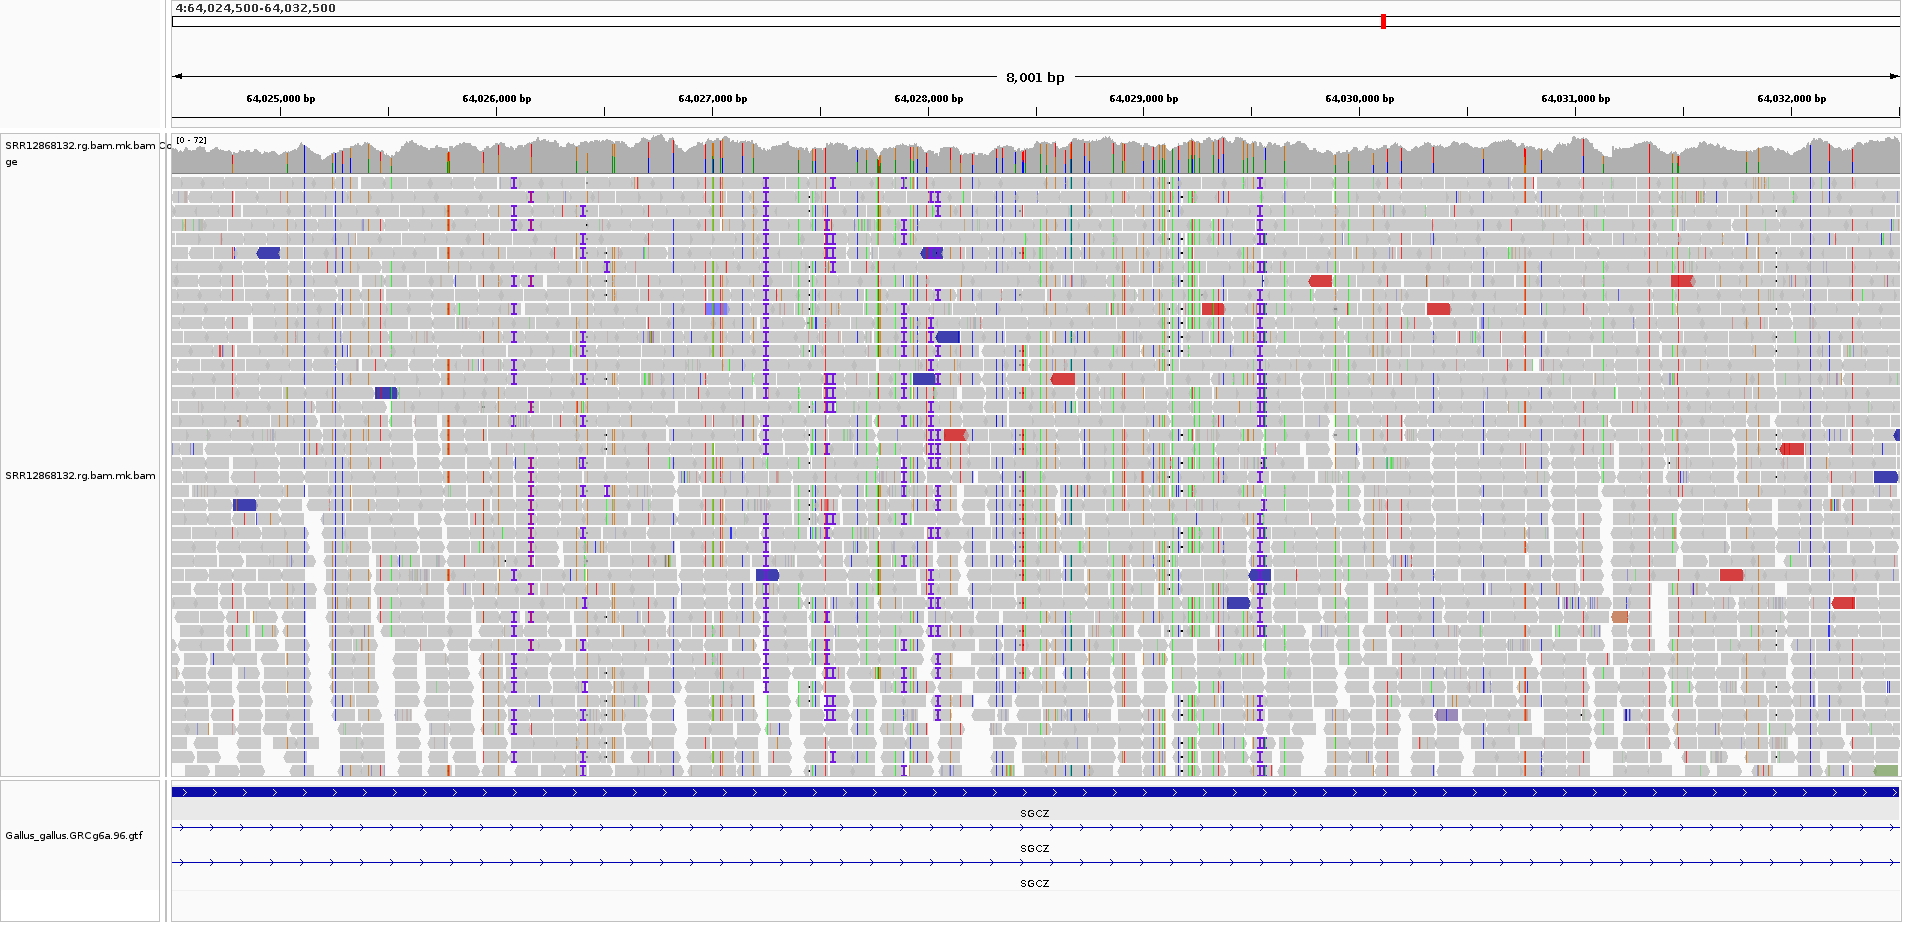 4:64,024,500-64,032,500
8,001 bp
64,025,000 bp 64,026,000 bp 64,027,000 bp 64,028,000 bp 64,029,000 bp 64,030,000 bp 64,031,000 bp 64,032,000 bp
SRR12868132.rg.bam.mk.bam Co
ge
[0 - 72]
SRR12868132.rg.bam.mk.bam
Gallus_gallus.GRCg6a.96.gtf
SGCZ
SGCZ
SGCZ